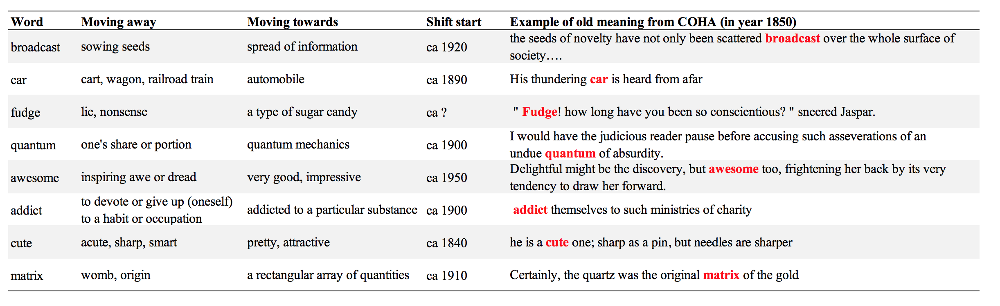 Word Moving away Moving towards Shift start Example of old meaning from COHA (in year 1850)
broadcast sowing seeds spread of information ca 1920 the seeds of novelty have not only been scattered broadcast over the whole surface of
society….
car cart, wagon, railroad train automobile ca 1890 His thundering car is heard from afar
fudge lie, nonsense a type of sugar candy ca ? " Fudge! how long have you been so conscientious? " sneered Jaspar.
quantum one's share or portion quantum mechanics ca 1900 I would have the judicious reader pause before accusing such asseverations of an
undue quantum of absurdity.
awesome inspiring awe or dread very good, impressive ca 1950 Delightful might be the discovery, but awesome too, frightening her back by its very
tendency to draw her forward.
addict to devote or give up (oneself)
to a habit or occupation addicted to a particular substance ca 1900 addict themselves to such ministries of charity
cute acute, sharp, smart pretty, attractive ca 1840 he is a cute one; sharp as a pin, but needles are sharper
matrix womb, origin a rectangular array of quantities ca 1910 Certainly, the quartz was the original matrix of the gold